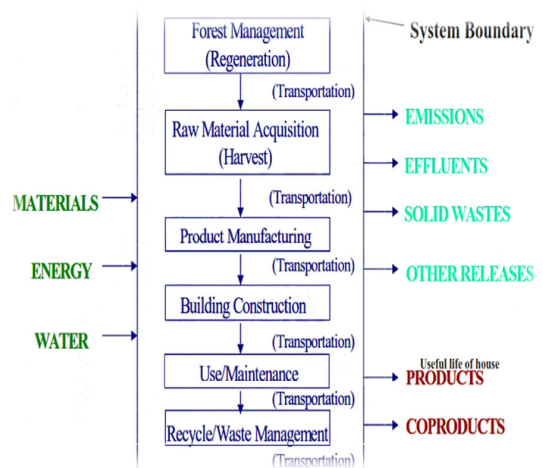 Forest Management
(Regeneration)
System Boundary
(Transportation)
EMISSIONS
Raw Material Acquisition
(Harvest)
EFFLUENTS
MATERIALS
(Transportation)
SOLID WASTES
Product Manufacturing
ENERGY
(Transportation)
OTHER RELEASES
Building Construction
WATER
(Transportation)
Useful life of house
Use/Maintenance
PRODUCTS
(Transportation)
Recycle/Waste Management
COPRODUCTS
(Transportation)